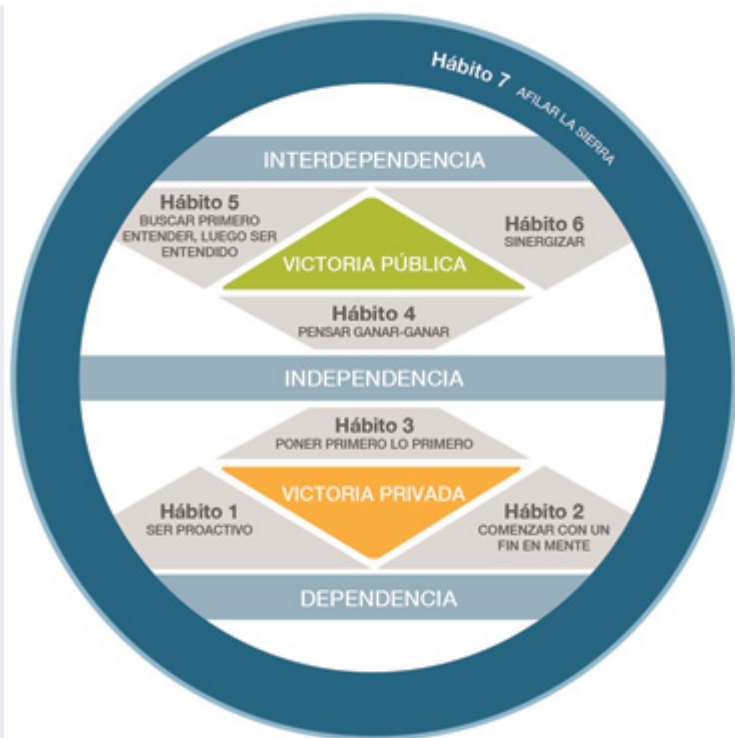 Hábito 7 AFILAR LA SIERRA
INTERDEPENDENCIA
Hábito 5
BUSCAR PRIMERO
ENTENDER, LUEGO SER
ENTENDIDO
VICTORIA PÚBLICA
Hábito 6
SINERGIZAR
Hábito 4
PENSAR GANAR-GANAR
INDEPENDENCIA
Hábito 3
PONER PRIMERO LO PRIMERO
Hábito 1
SER PROACTIVO
VICTORIA PRIVADA
Hábito 2
COMENZAR CON UN
FIN EN MENTE
DEPENDENCIA